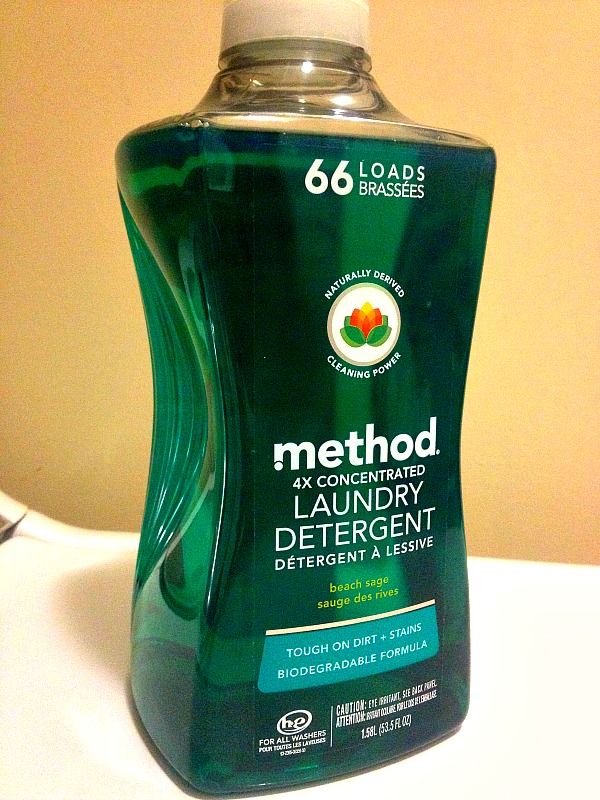 66 LOADS
BRASSÉES
NATURALLY DERIVED
CLEANING POWER
method.
4X CONCENTRATED
LAUNDRY
DETERGENT
DÉTERGENT À LESSIVE
beach sage
sauge des rives
TOUGH ON DIRT + STAINS
BIODEGRADABLE FORMULA
he
FOR ALL WASHERS
POUR TOUTES LES LAVEUSES
CAUTION: EYE IRRITANT, SEE BACK PANEL.
ATTENTION:
1.58L (53.5 FL OZ)